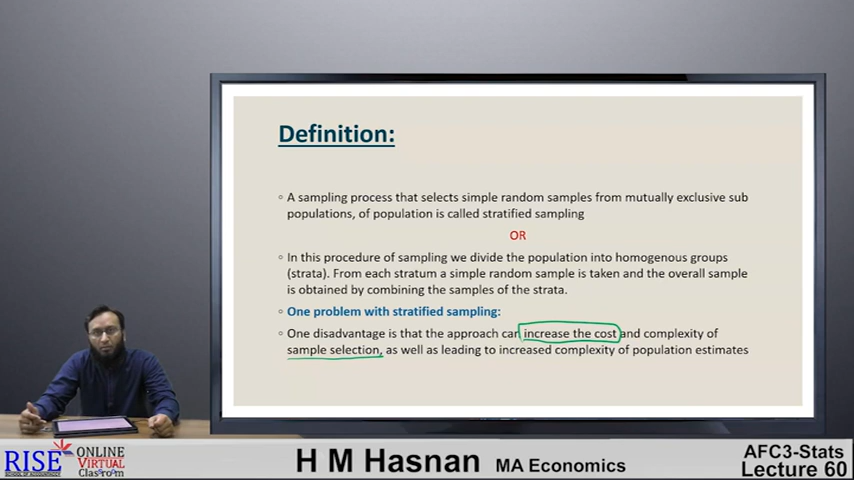 Definition:
◦ A sampling process that selects simple random samples from mutually exclusive sub
populations, of population is called stratified sampling
OR
◦ In this procedure of sampling we divide the population into homogenous groups
(strata). From each stratum a simple random sample is taken and the overall sample
is obtained by combining the samples of the strata.
◦ One problem with stratified sampling:
◦ One disadvantage is that the approach can increase the cost and complexity of
sample selection, as well as leading to increased complexity of population estimates
RISE
SCHOOL OF ACCOUNTANCY
ONLINE
VIRTUAL
Classroom
H M Hasnan MA Economics
AFC3-Stats
Lecture 60